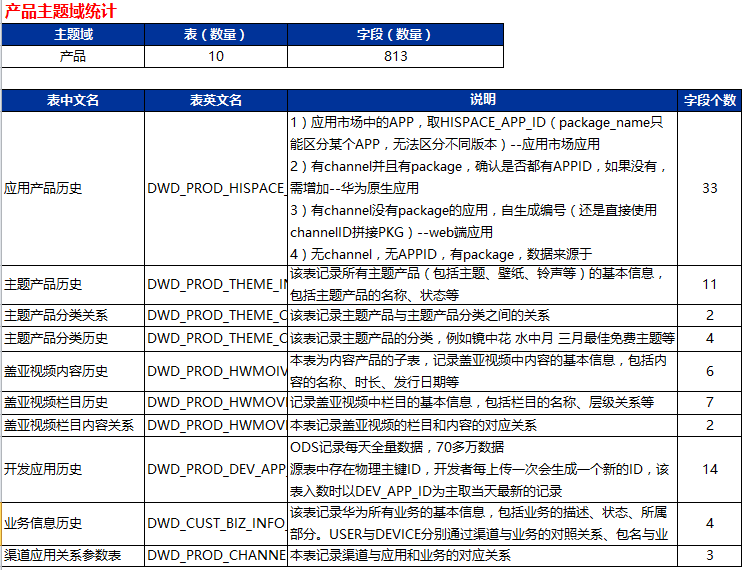 产品主题域统计
主题域 表（数量） 字段（数量）
产品 10 813
表中文名 表英文名 说明 字段个数
应用产品历史 DWD_PROD_HISPACE_ 1）应用市场中的APP，取HISPACE_APP_ID（package_name只
能区分某个APP，无法区分不同版本）--应用市场应用
2）有channel并且有package，确认是否都有APPID，如果没有，
需增加--华为原生应用
3）有channel没有package的应用，自生成编号（还是直接使用
channelID拼接PKG）--web端应用
4）无channel，无APPID，有package，数据来源于
33
主题产品历史 DWD_PROD_THEME_IN 该表记录所有主题产品（包括主题、壁纸、铃声等）的基本信息，
包括主题产品的名称、状态等
11
主题产品分类关系 DWD_PROD_THEME_C 该表记录主题产品与主题产品分类之间的关系 2
主题产品分类历史 DWD_PROD_THEME_C 该表记录主题产品的分类，例如镜中花 水中月 三月最佳免费主题等 4
盖亚视频内容历史 DWD_PROD_HWMOIV 本表为内容产品的子表，记录盖亚视频中内容的基本信息，包括内
容的名称、时长、发行日期等
6
盖亚视频栏目历史 DWD_PROD_HWMOVI 记录盖亚视频中栏目的基本信息，包括栏目的名称、层级关系等 7
盖亚视频栏目内容关系 DWD_PROD_HWMOVI 本表记录盖亚视频的栏目和内容的对应关系 2
开发应用历史 DWD_PROD_DEV_APP_ ODS记录每天全量数据，70多万数据
源表中存在物理主键ID，开发者每上传一次会生成一个新的ID，该
表入数时以DEV_APP_ID为主取当天最新的记录
14
业务信息历史 DWD_CUST_BIZ_INFO_ 该表记录华为所有业务的基本信息，包括业务的描述、状态、所属
部分。USER与DEVICE分别通过渠道与业务的对照关系、包名与业
4
渠道应用关系参数表 DWD_PROD_CHANNE 本表记录渠道与应用和业务的对应关系 3